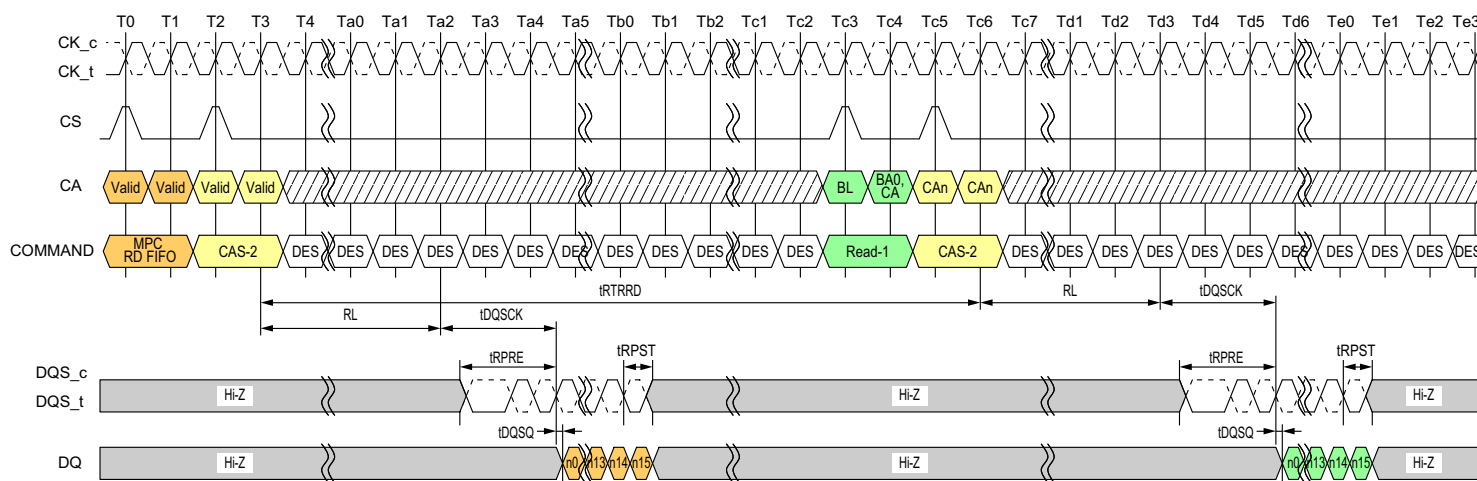 T0 T1 T2 T3 T4 Ta0 Ta1 Ta2 Ta3 Ta4 Ta5 Tb0 Tb1 Tb2 Tc1 Tc2 Tc3 Tc4 Tc5 Tc6 Tc7 Td1 Td2 Td3 Td4 Td5 Td6 Te0 Te1 Te2 Te3
CK_c
CK_t
CS
CA Valid Valid Valid Valid BL BA0, CA CAn CAn
COMMAND MPC RD FIFO CAS-2 DES DES DES DES DES DES DES DES DES DES DES DES Read-1 CAS-2 DES DES DES DES DES DES DES DES DES DES DES
tRTRRD RL tDQSCK
RL tDQSCK
tRPRE tRPST tRPRE tRPST
DQS_c
DQS_t
Hi-Z Hi-Z Hi-Z
tDQSQ tDQSQ
DQ Hi-Z n0 n13 n14 n15 Hi-Z n0 n13 n14 n15 Hi-Z